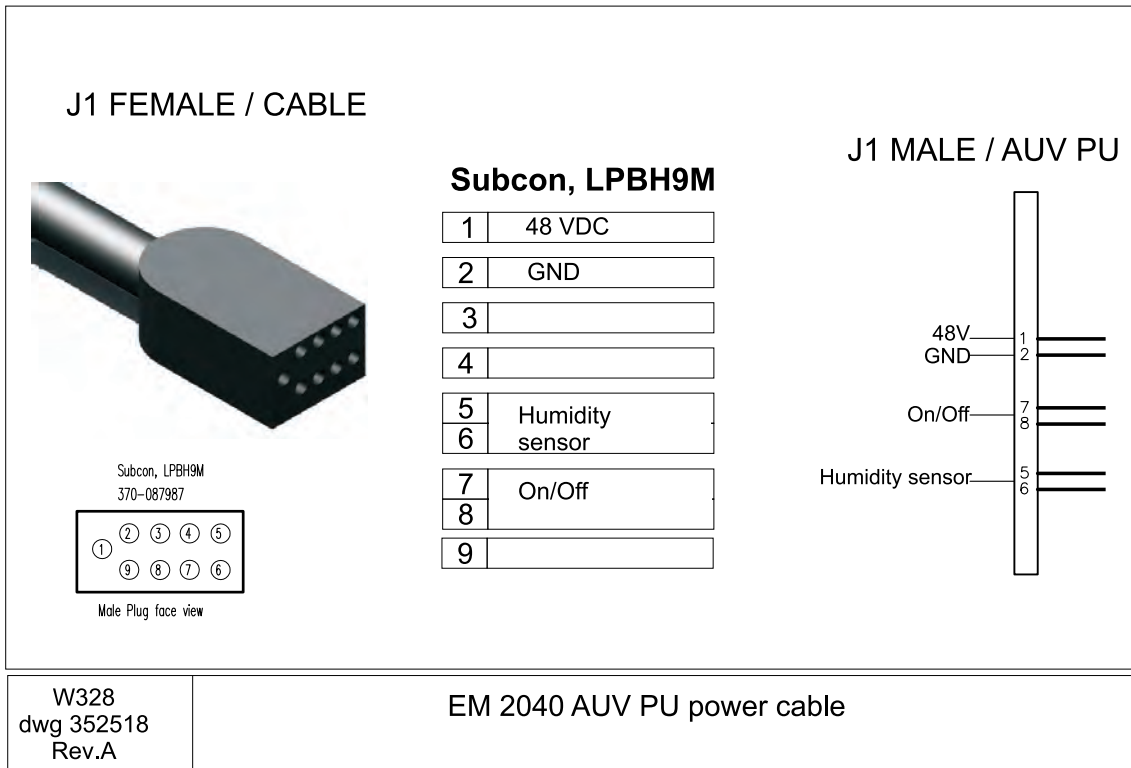 J1 FEMALE / CABLE
J1 MALE / AUV PU
Subcon, LPBH9M
1 48 VDC
2 GND
3
4
5 Humidity
6 sensor
7 On/Off
8
9
Subcon, LPBH9M
370-087987
2 3 4 5
1
9 8 7 6
Male Plug face view
48V 1
GND 2
On/Off 7
8
Humidity sensor 5
6
W328
dwg 352518
Rev.A
EM 2040 AUV PU power cable